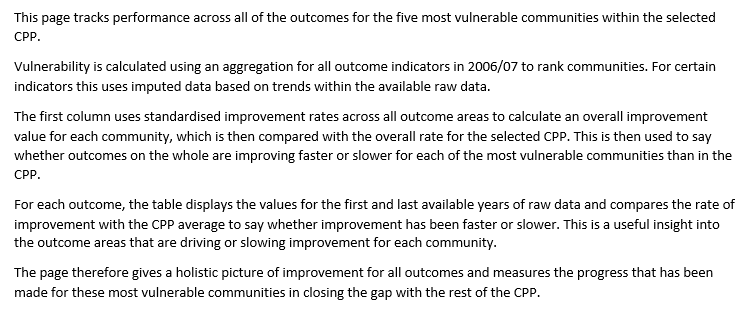 This page tracks performance across all of the outcomes for the five most vulnerable communities within the selected
CPP.
Vulnerability is calculated using an aggregation for all outcome indicators in 2006/07 to rank communities. For certain
indicators this uses imputed data based on trends within the available raw data.
The first column uses standardised improvement rates across all outcome areas to calculate an overall improvement
value for each community, which is then compared with the overall rate for the selected CPP. This is then used to say
whether outcomes on the whole are improving faster or slower for each of the most vulnerable communities than in the
CPP.
For each outcome, the table displays the values for the first and last available years of raw data and compares the rate of
improvement with the CPP average to say whether improvement has been faster or slower. This is a useful insight into
the outcome areas that are driving or slowing improvement for each community.
The page therefore gives a holistic picture of improvement for all outcomes and measures the progress that has been
made for these most vulnerable communities in closing the gap with the rest of the CPP.